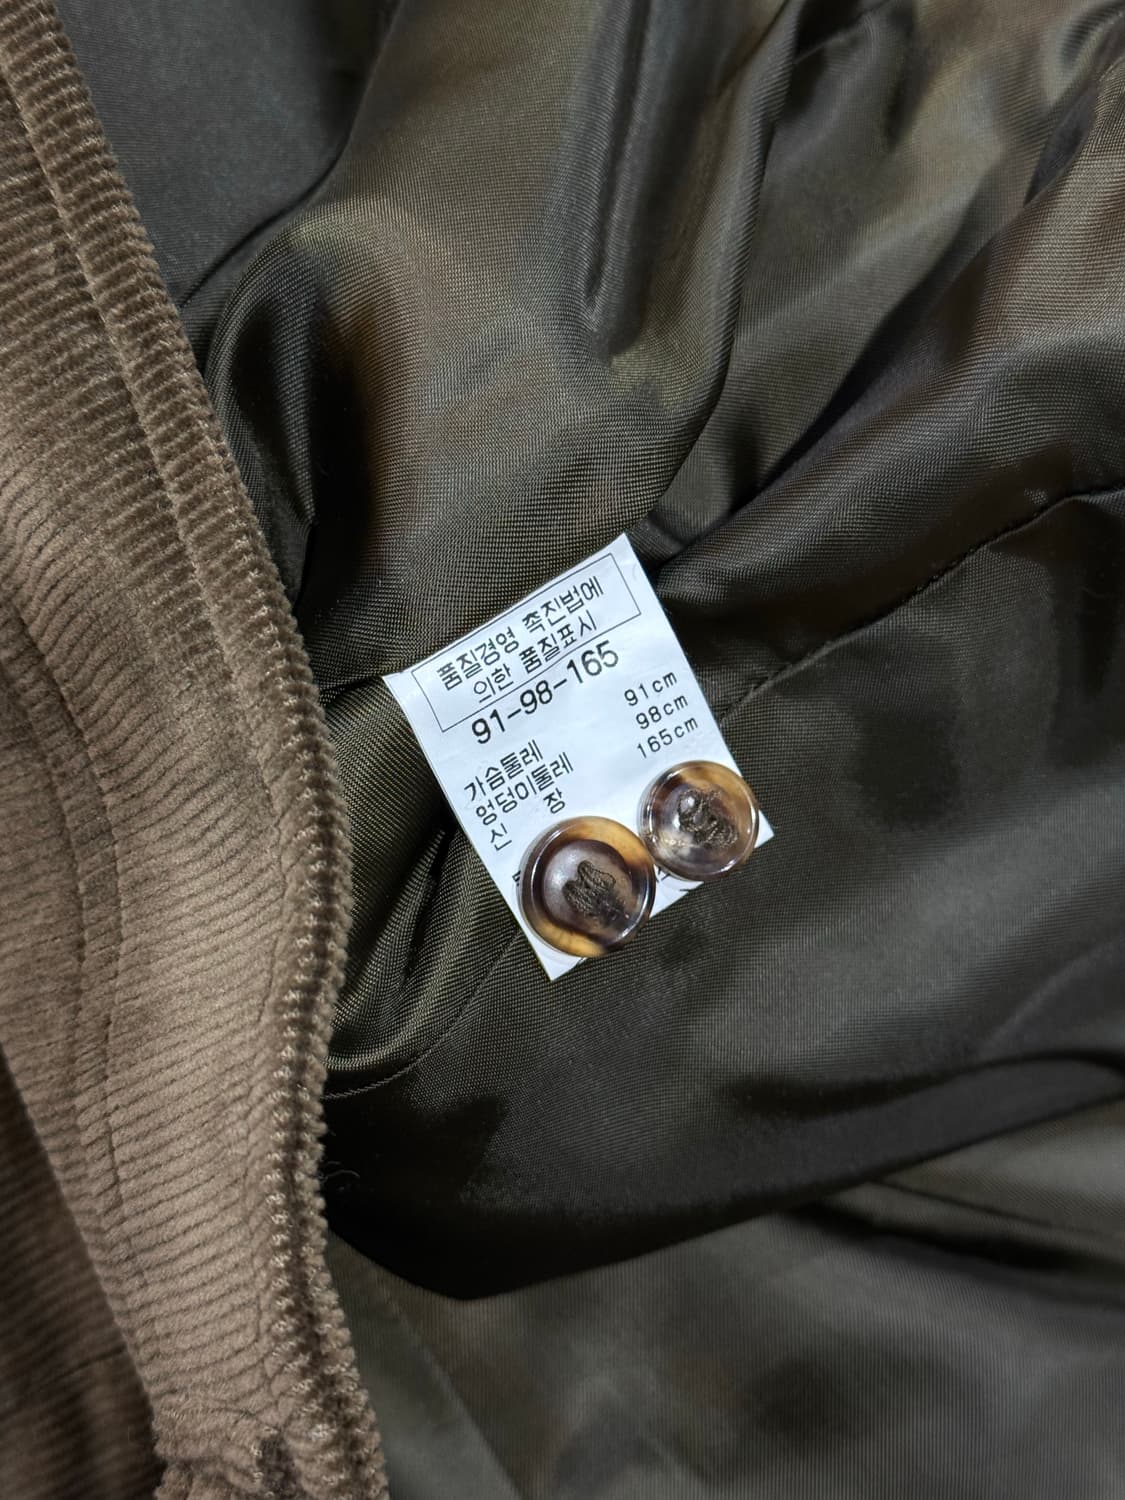 품질경영 촉진법에
의한 품질표시
91-98-165
가슴둘레 91cm
엉덩이둘레 98cm
신 장 165cm